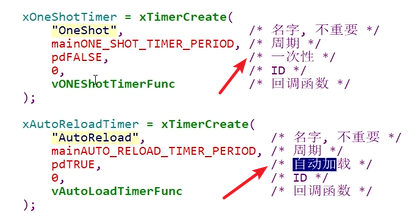 xOneShotTimer = xTimerCreate(
"OneShot", /* 名字, 不重要 */
mainONE_SHOT_TIMER_PERIOD, /* 周期 */
pdFALSE, /* 一次性 */
0, /* ID */
vONEShotTimerFunc /* 回调函数 */
);
xAutoReloadTimer = xTimerCreate(
"AutoReload", /* 名字, 不重要 */
mainAUTO_RELOAD_TIMER_PERIOD, /* 周期 */
pdTRUE, /* 自动加载 */
0, /* ID */
vAutoLoadTimerFunc /* 回调函数 */
);